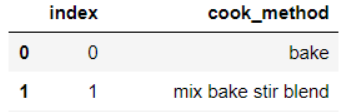 index cook_method
0 0 bake
1 1 mix bake stir blend